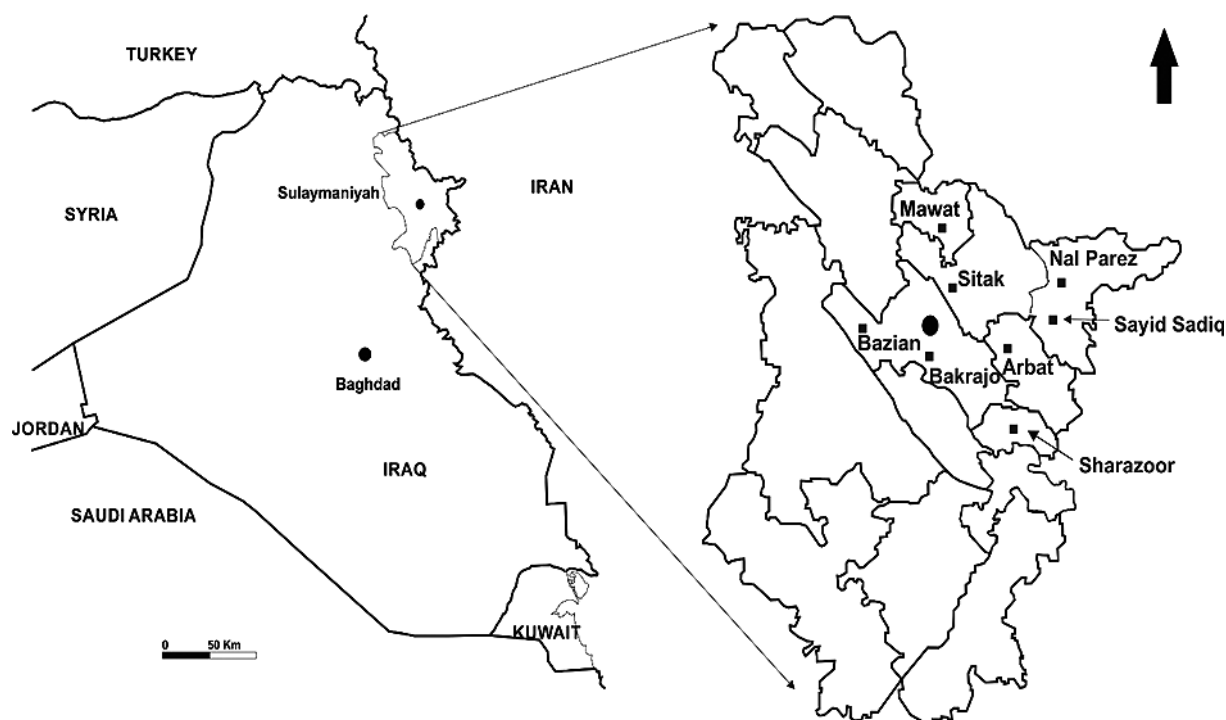 TURKEY
SYRIA
Sulaymaniyah
IRAN
Baghdad
JORDAN
IRAQ
SAUDI ARABIA
KUWAIT
0 50 Km
Mawat
Nal Parez
Sitak
Sayid Sadiq
Bazian
Arbat
Bakrajo
Sharazoor